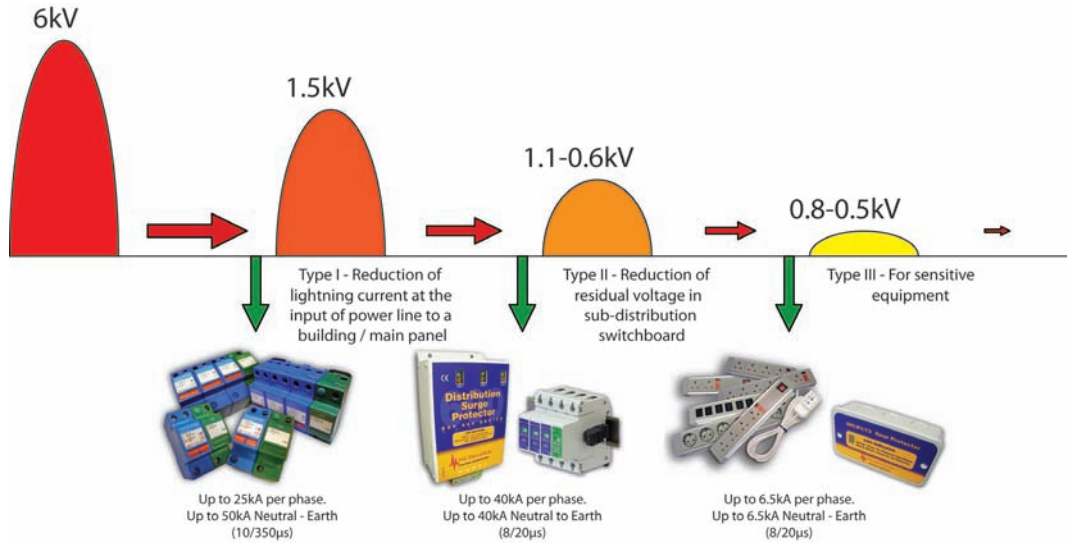 6kV
1.5kV
1.1-0.6kV
0.8-0.5kV
Type I - Reduction of
lightning current at the
input of power line to a
building / main panel
Type II - Reduction of
residual voltage in
sub-distribution
switchboard
Type III - For sensitive
equipment
Distribution
Surge
Protector
Up to 25kA per phase.
Up to 50kA Neutral - Earth
(10/350µs)
Up to 40kA per phase.
Up to 40kA Neutral to Earth
(8/20µs)
Up to 6.5kA per phase.
Up to 6.5kA Neutral - Earth
(8/20µs)